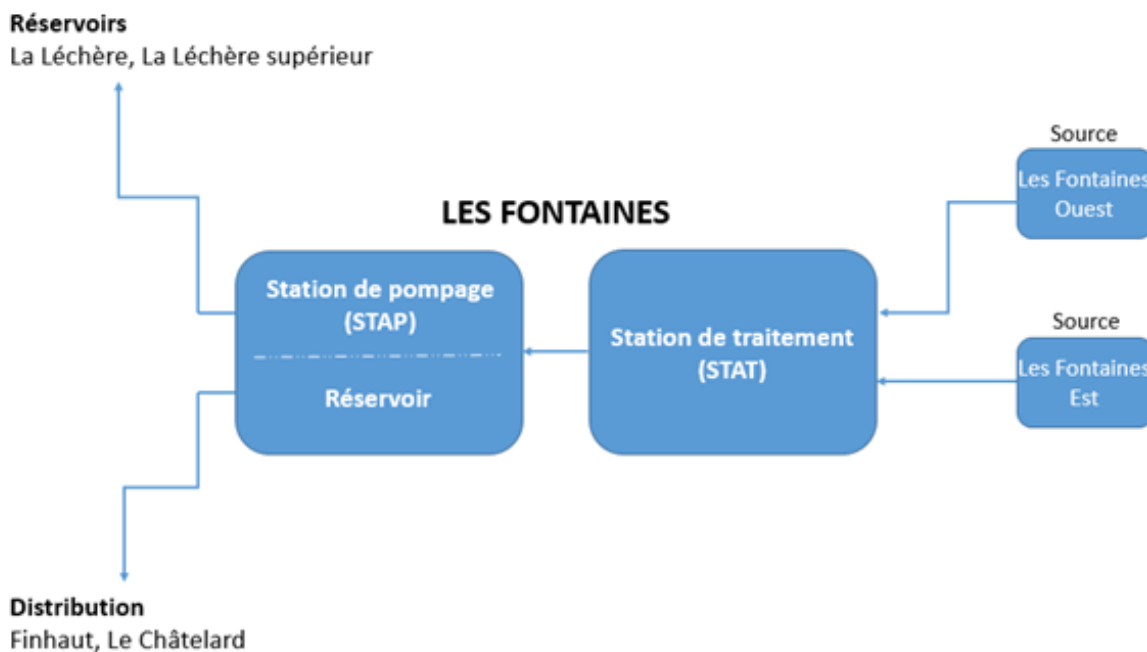 Réservoirs
La Léchère, La Léchère supérieur
Source
Les Fontaines
Ouest
LES FONTAINES
Station de pompage
(STAP)
Réservoir
Station de traitement
(STAT)
Source
Les Fontaines
Est
Distribution
Finhaut, Le Châtelard